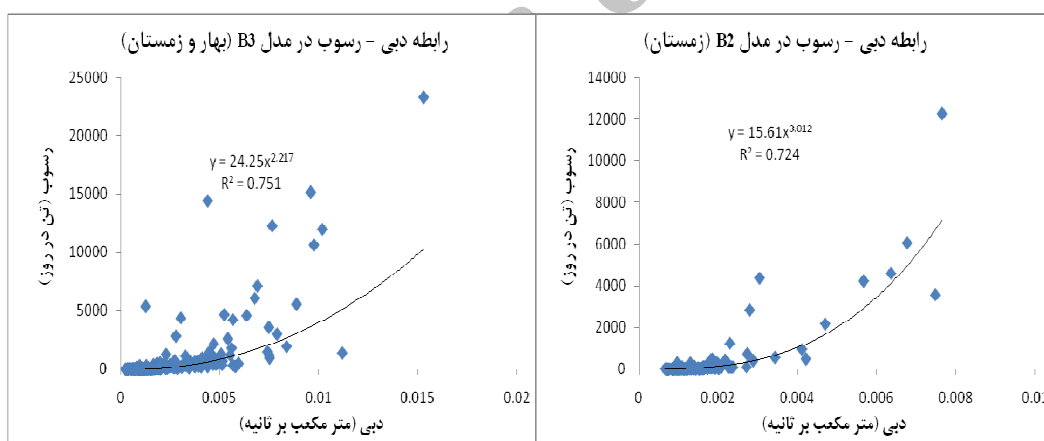 رابطه دبی - رسوب در مدل B3 (بهار و زمستان)
25000
20000
15000
10000
5000
0
y = 24.25x^2.217
R² = 0.751
رسوب (تن در روز)
0 0.005 0.01 0.015 0.02
دبی (متر مکعب بر ثانیه)
رابطه دبی - رسوب در مدل B2 (زمستان)
14000
12000
10000
8000
6000
4000
2000
0
y = 15.61x^3.012
R² = 0.724
رسوب (تن در روز)
0 0.002 0.004 0.006 0.008
دبی (متر مکعب بر ثانیه)